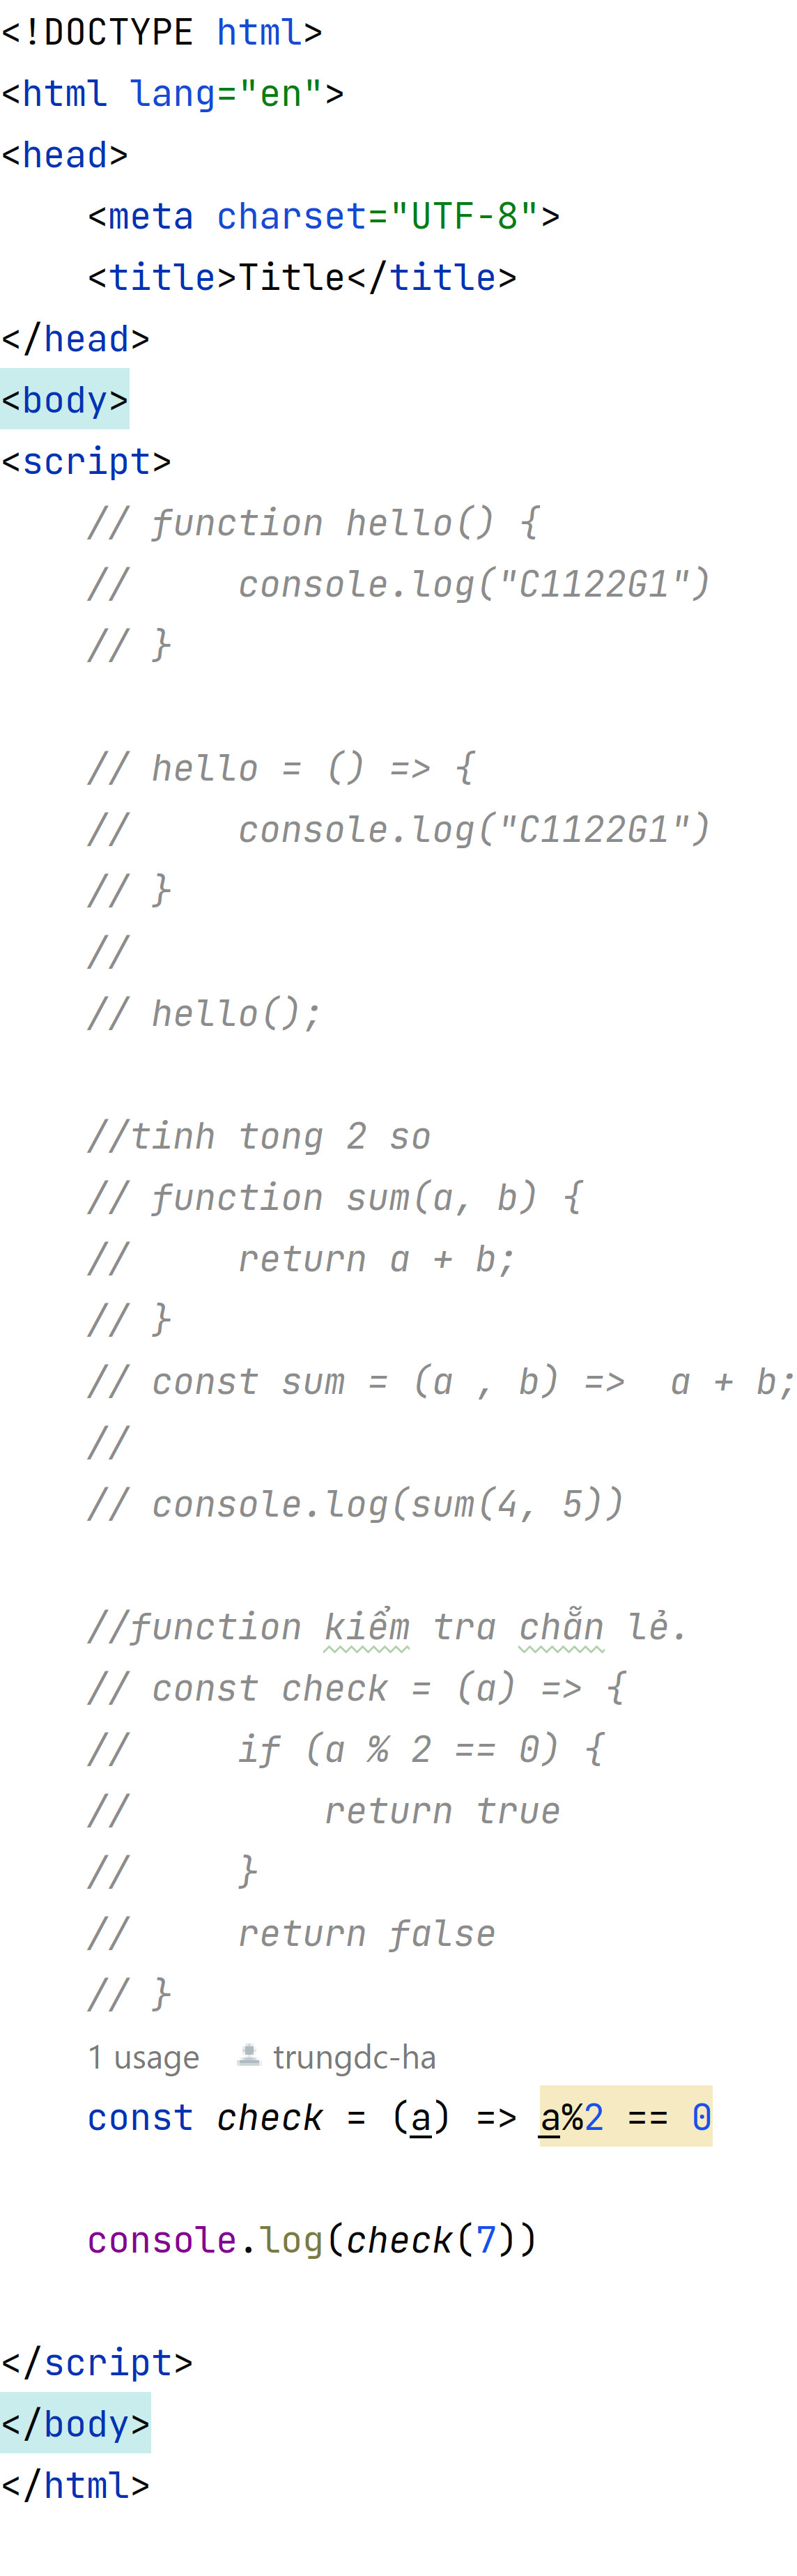 <!DOCTYPE html>
<html lang="en">
<head>
    <meta charset="UTF-8">
    <title>Title</title>
</head>
<body>
<script>
    // function hello() {
    //     console.log("C1122G1")
    // }

    // hello = () => {
    //     console.log("C1122G1")
    // }
    //
    // hello();

    //tinh tong 2 so
    // function sum(a, b) {
    //     return a + b;
    // }
    // const sum = (a , b) =>  a + b;
    //
    // console.log(sum(4, 5))

    //function kiểm tra chẵn lẻ.
    // const check = (a) => {
    //     if (a % 2 == 0) {
    //         return true
    //     }
    //     return false
    // }
    1 usage trungdc-ha
    const check = (a) => a%2 == 0

    console.log(check(7))

</script>
</body>
</html>